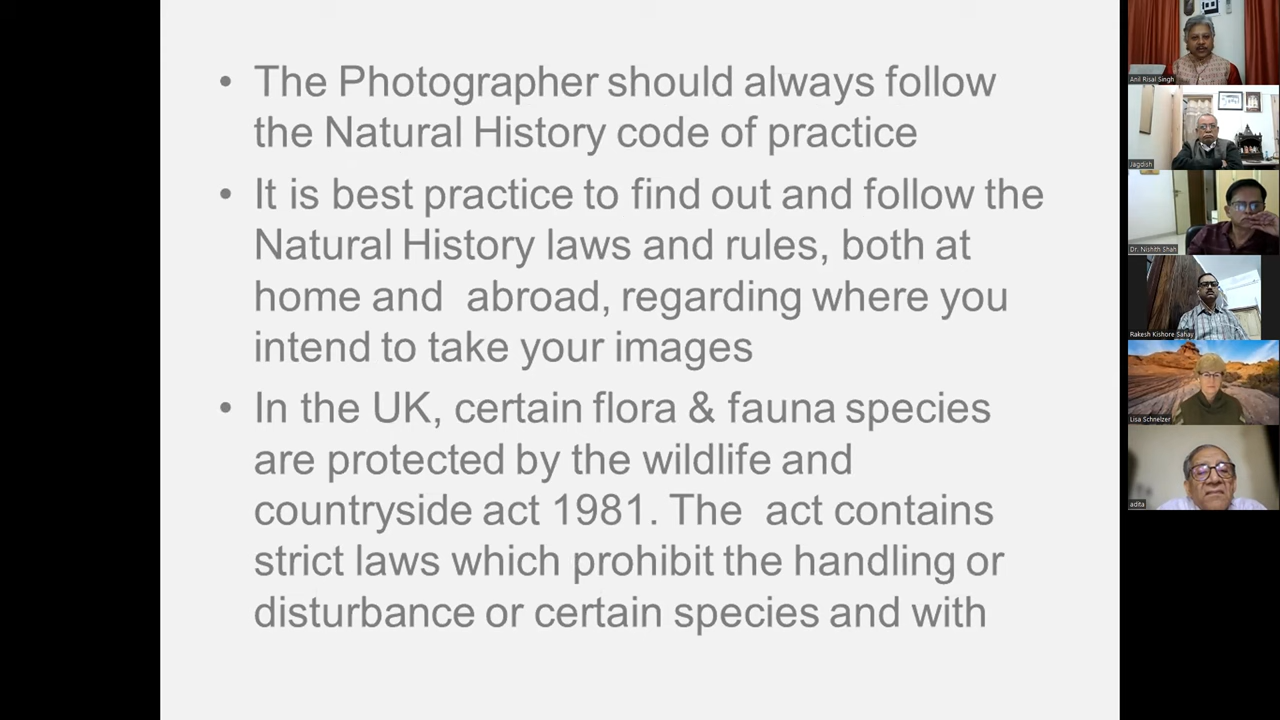 • The Photographer should always follow
the Natural History code of practice
• It is best practice to find out and follow the
Natural History laws and rules, both at
home and  abroad, regarding where you
intend to take your images
• In the UK, certain flora & fauna species
are protected by the wildlife and
countryside act 1981. The  act contains
strict laws which prohibit the handling or
disturbance or certain species and with
Anil Risal Singh
Jagdish
Dr. Nishith Shah
Rakesh Kishore Sahay
Lisa Schnelzer
adita